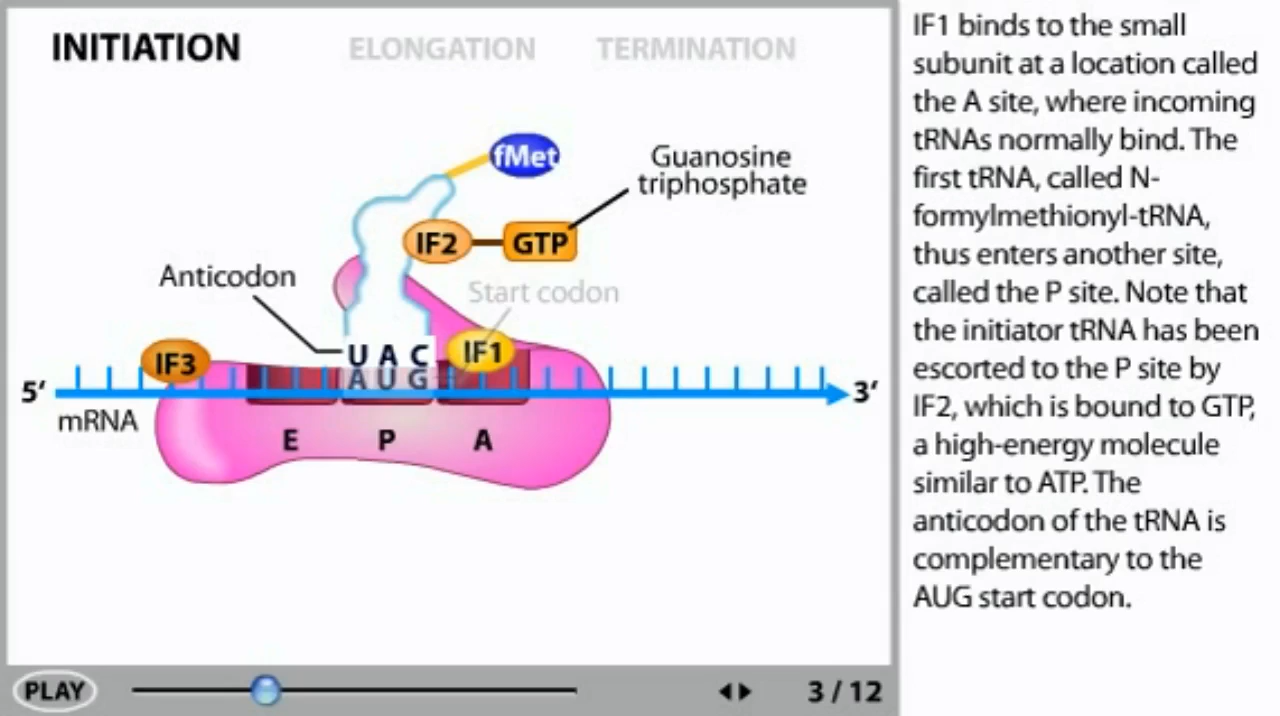 INITIATION ELONGATION TERMINATION
fMet
Guanosine
triphosphate
IF2 GTP
Anticodon
Start codon
U A C
IF1
IF3
A U G
5′ 3′
mRNA
E P A
PLAY
3 / 12
IF1 binds to the small
subunit at a location called
the A site, where incoming
tRNAs normally bind. The
first tRNA, called N-
formylmethionyl-tRNA,
thus enters another site,
called the P site. Note that
the initiator tRNA has been
escorted to the P site by
IF2, which is bound to GTP,
a high-energy molecule
similar to ATP. The
anticodon of the tRNA is
complementary to the
AUG start codon.